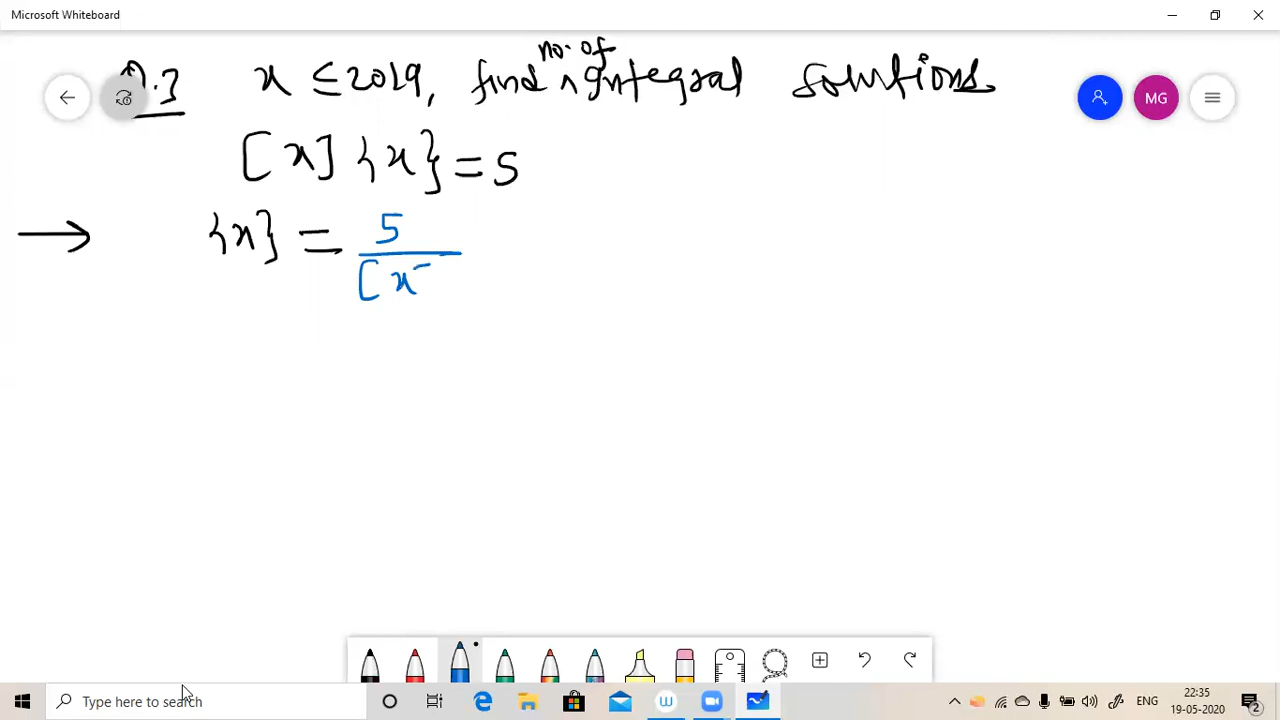 Microsoft Whiteboard
no. of
Q.3 x ≤ 2019, find ^ integral solutions
MG
[x] {x} = 5
→ {x} = 5
[x
Type here to search
ENG
22:35
19-05-2020
2